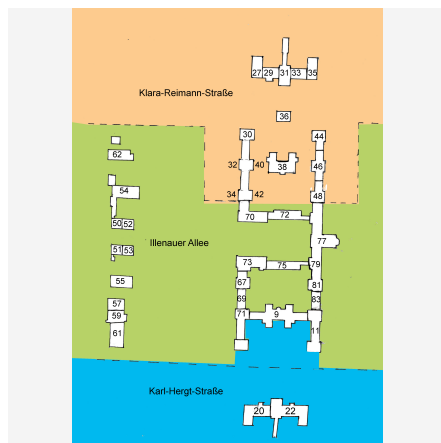 27 29 31 33 35
Klara-Reimann-Straße
36
30 44
62
32 40 38 46
54
34 42 48
70 72
50 52
Illenauer Allee 77
51 53
73 75 79
55 67 81
57 69 83
59 71 9
61 11
Karl-Hergt-Straße
20 22